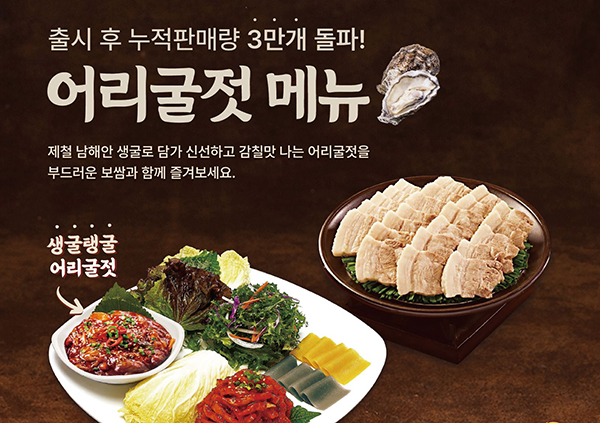 출시 후 누적판매량 3만개 돌파!
어리굴젓 메뉴
제철 남해안 생굴로 담가 신선하고 감칠맛 나는 어리굴젓을
부드러운 보쌈과 함께 즐겨보세요.
생굴탱굴
어리굴젓